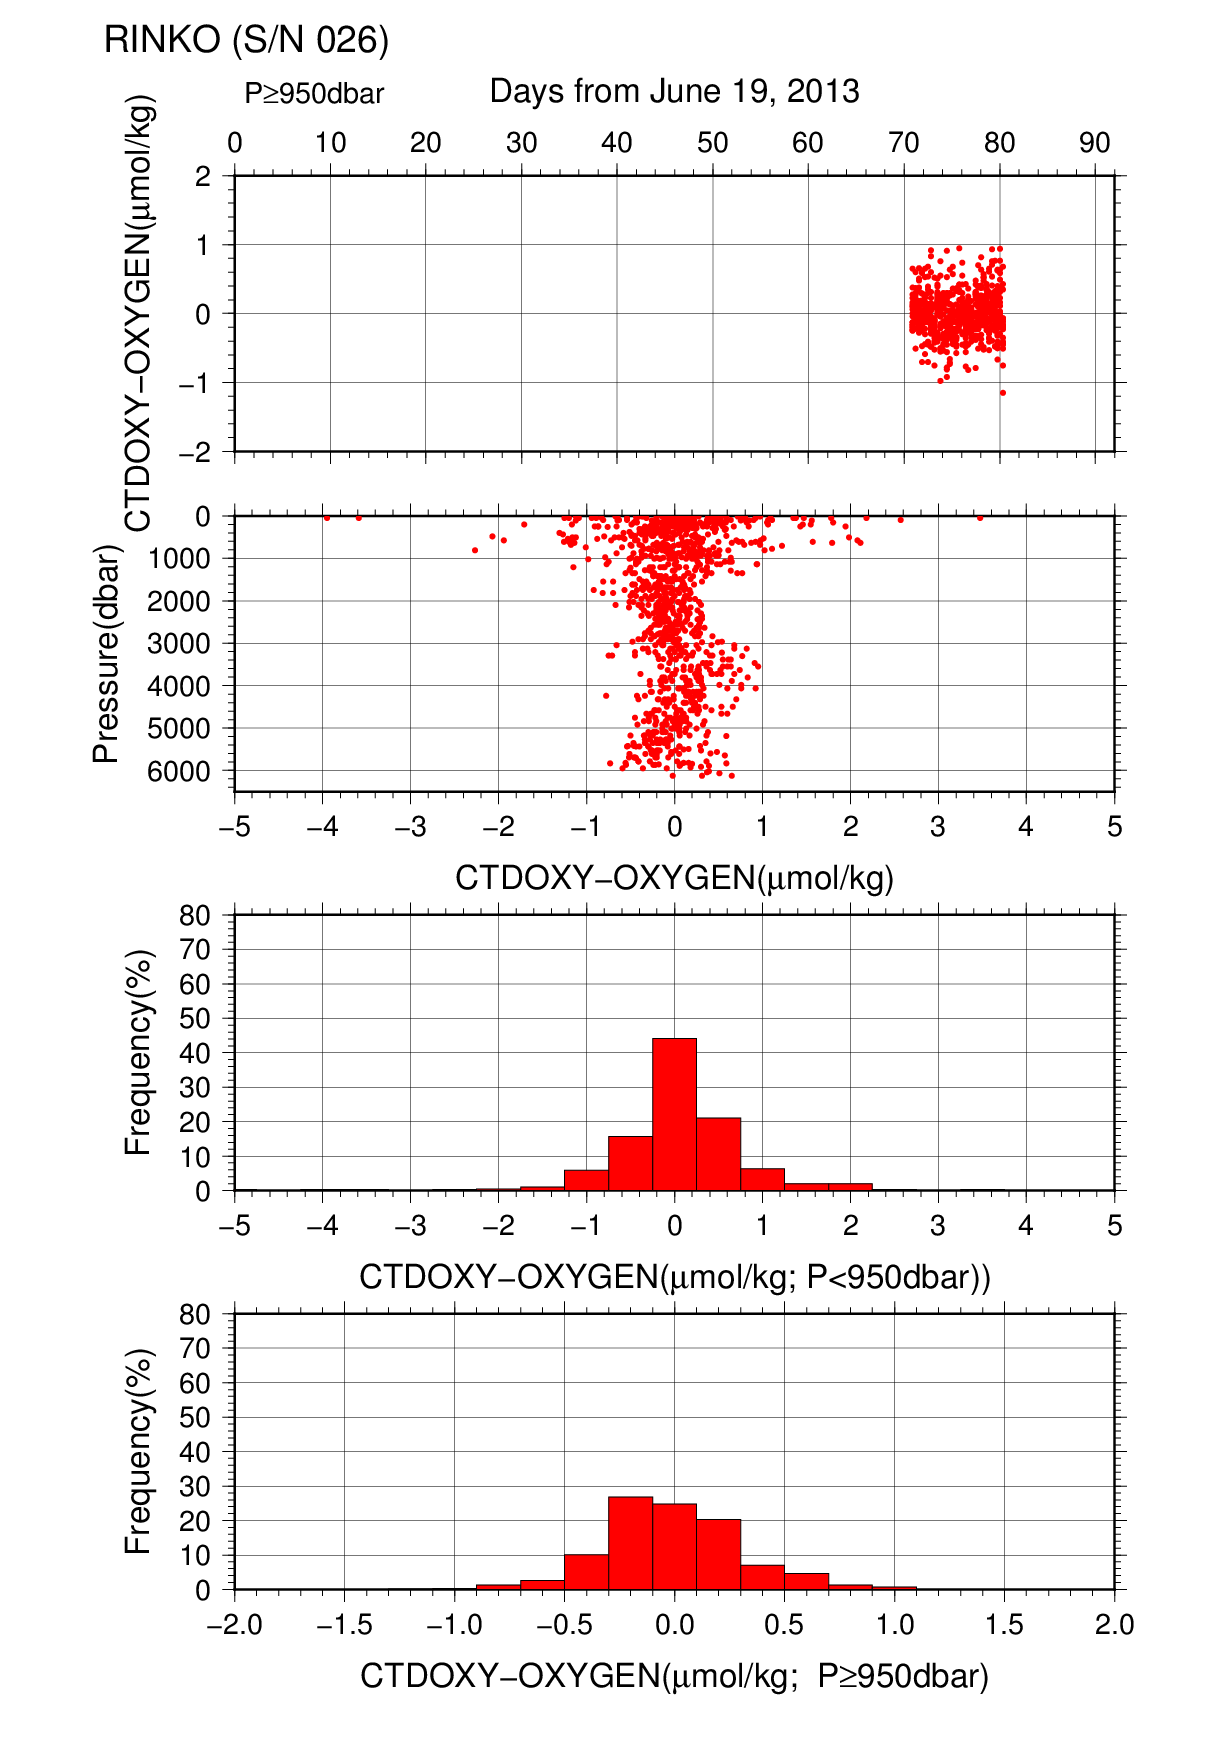 RINKO (S/N 026)
P≥950dbar Days from June 19, 2013
0 10 20 30 40 50 60 70 80 90
CTDOXY−OXYGEN(μmol/kg)
2
1
0
−1
−2
Pressure(dbar)
0
1000
2000
3000
4000
5000
6000
−5 −4 −3 −2 −1 0 1 2 3 4 5
CTDOXY−OXYGEN(μmol/kg)
Frequency(%)
80
70
60
50
40
30
20
10
0
−5 −4 −3 −2 −1 0 1 2 3 4 5
CTDOXY−OXYGEN(μmol/kg; P<950dbar))
Frequency(%)
80
70
60
50
40
30
20
10
0
−2.0 −1.5 −1.0 −0.5 0.0 0.5 1.0 1.5 2.0
CTDOXY−OXYGEN(μmol/kg; P≥950dbar)